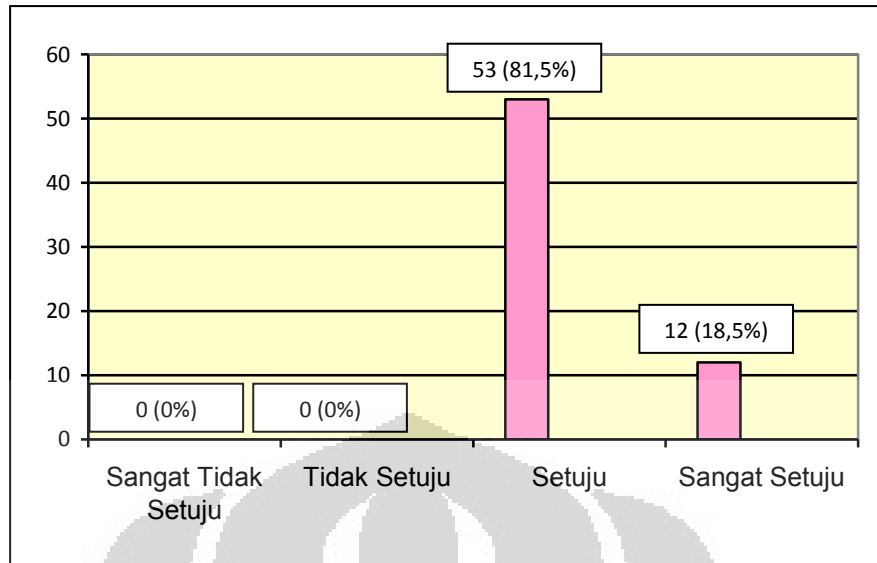 60
53 (81,5%)
50
40
30
20
12 (18,5%)
10
0 (0%)
0 (0%)
0
Sangat Tidak
Setuju
Tidak Setuju
Setuju
Sangat Setuju